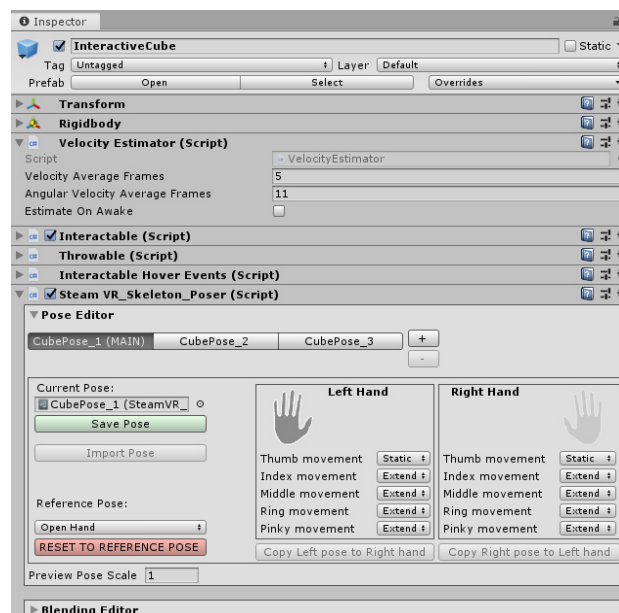 Inspector
InteractiveCube Static
Tag Untagged Layer Default
Prefab Open Select Overrides
Transform
Rigidbody
Velocity Estimator (Script)
Script VelocityEstimator
Velocity Average Frames 5
Angular Velocity Average Frames 11
Estimate On Awake
Interactable (Script)
Throwable (Script)
Interactable Hover Events (Script)
Steam VR_Skeleton_Poser (Script)
Pose Editor
CubePose_1 (MAIN) CubePose_2 CubePose_3 +
-
Current Pose:
CubePose_1 (SteamVR_
Save Pose
Import Pose
Reference Pose:
Open Hand
RESET TO REFERENCE POSE
Left Hand
Thumb movement Static
Index movement Extend
Middle movement Extend
Ring movement Extend
Pinky movement Extend
Copy Left pose to Right hand
Right Hand
Thumb movement Static
Index movement Extend
Middle movement Extend
Ring movement Extend
Pinky movement Extend
Copy Right pose to Left hand
Preview Pose Scale 1
Blending Editor